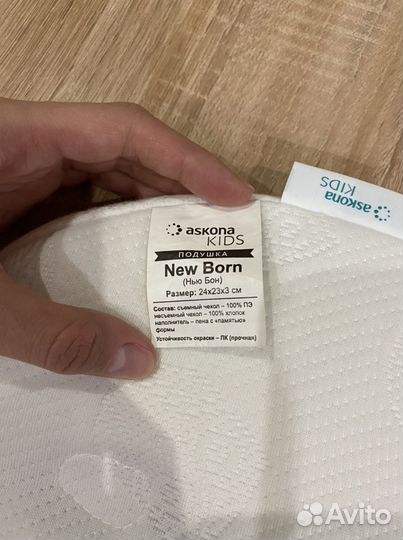 askona
KIDS
ПОДУШКА
New Born
(Нью Бон)
Размер: 24х23х3 см
Состав: съемный чехол – 100% ПЭ
несъемный чехол – 100% хлопок
наполнитель – пена с «памятью»
формы
Устойчивость окраски – ПК (прочная)
askona
KIDS
Avito